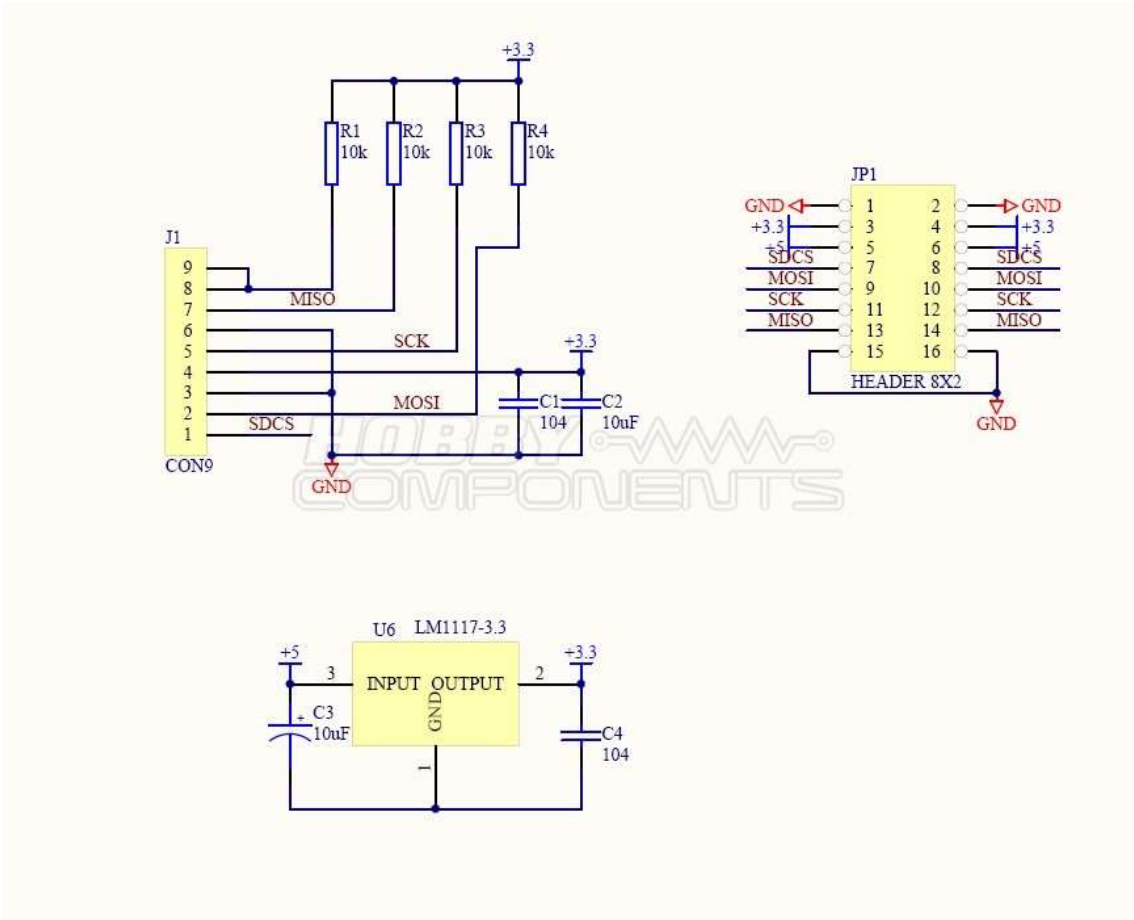 +3.3
R1 R2 R3 R4
10k 10k 10k 10k
J1
9
8
7 MISO
6
5 SCK
4 +3.3
3
2 MOSI
1 SDCS
CON9
C1 C2
104 10uF
GND
JP1
GND 1 2 GND
+3.3 3 4 +3.3
+5 5 6 +5
SDCS 7 8 SDCS
MOSI 9 10 MOSI
SCK 11 12 SCK
MISO 13 14 MISO
15 16
HEADER 8X2
GND
HOBBY
COMPONENTS
U6 LM1117-3.3
+5 +3.3
3 INPUT OUTPUT 2
GND
1
+
C3
10uF
C4
104